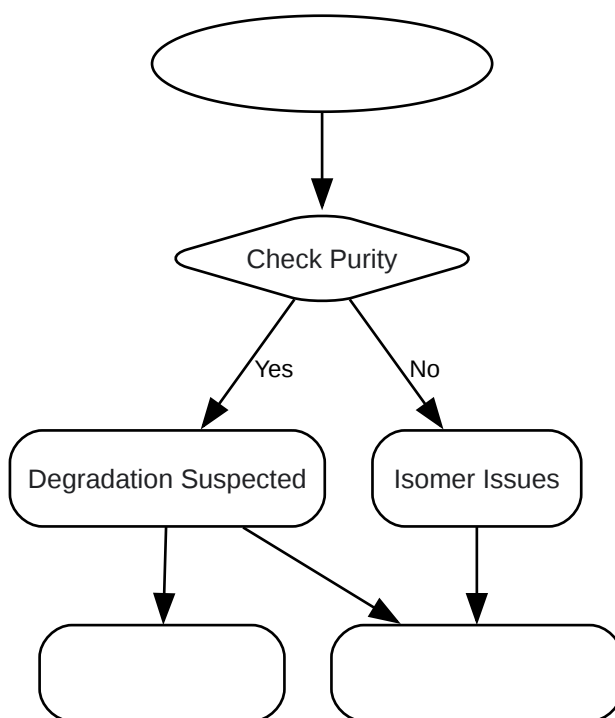 Check Purity
Yes
No
Degradation Suspected
Isomer Issues